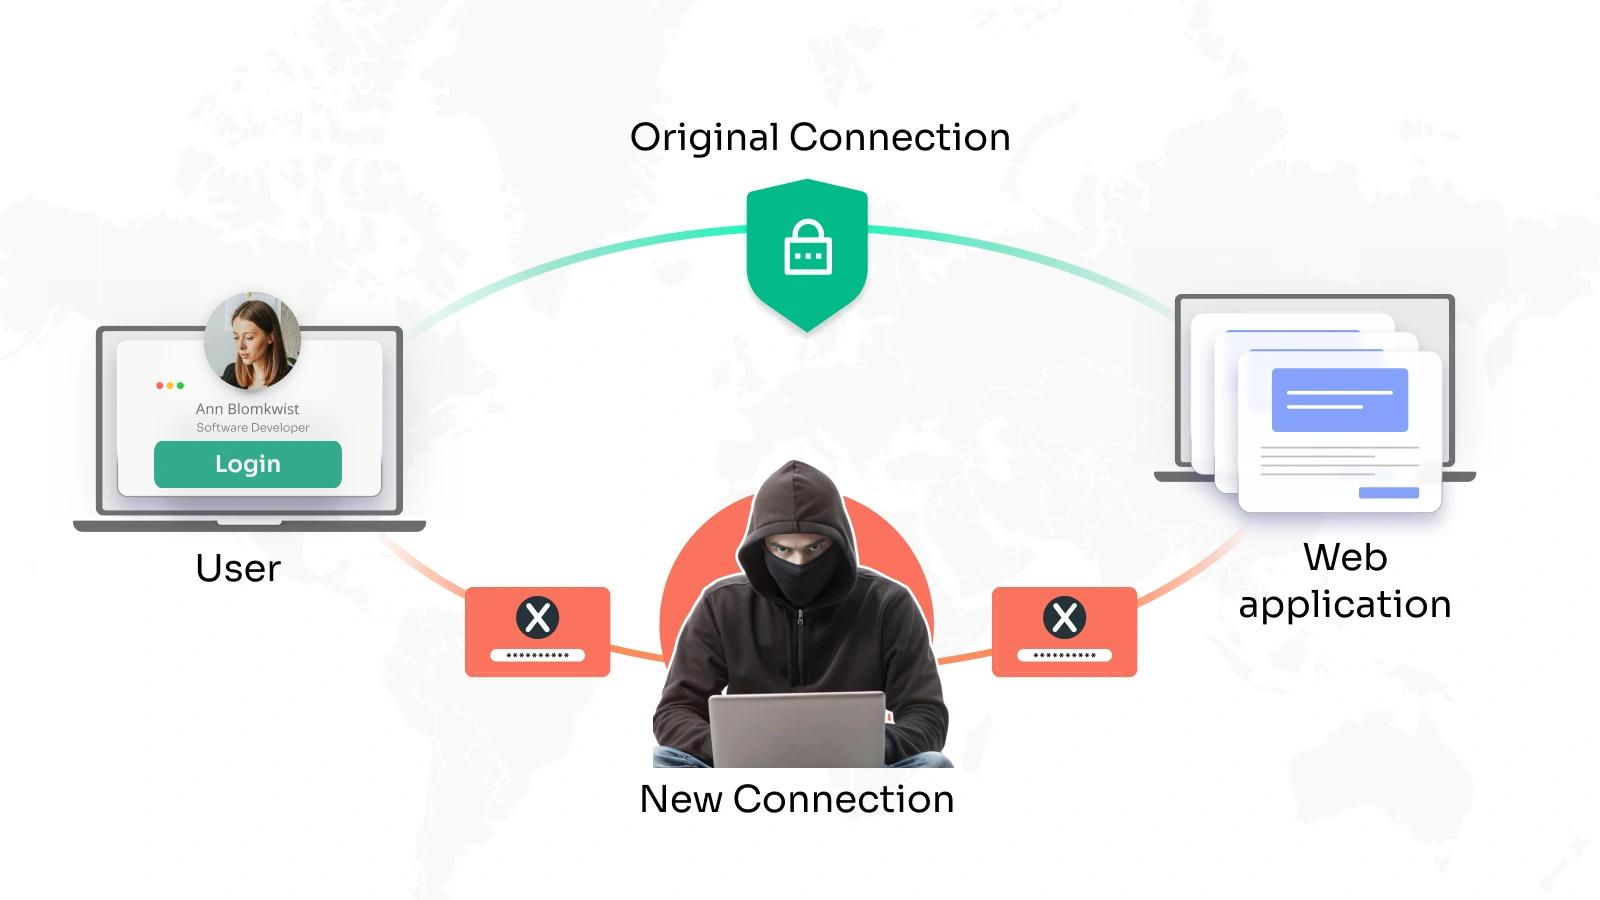 Original Connection
Ann Blomkwist
Software Developer
Login
User
Web
application
X
**********
X
**********
New Connection